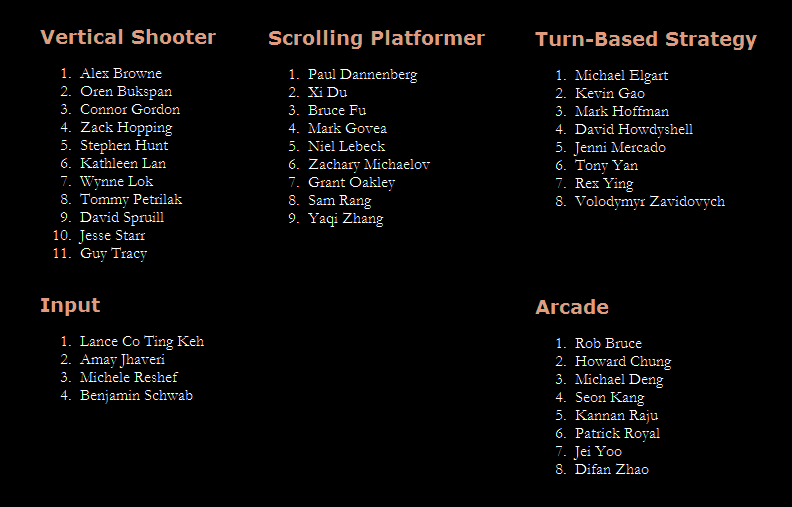 Vertical Shooter
1. Alex Browne
2. Oren Bukspan
3. Connor Gordon
4. Zack Hopping
5. Stephen Hunt
6. Kathleen Lan
7. Wynne Lok
8. Tommy Petrilak
9. David Spruill
10. Jesse Starr
11. Guy Tracy
Scrolling Platformer
1. Paul Dannenberg
2. Xi Du
3. Bruce Fu
4. Mark Govea
5. Niel Lebeck
6. Zachary Michaelov
7. Grant Oakley
8. Sam Rang
9. Yaqi Zhang
Turn-Based Strategy
1. Michael Elgart
2. Kevin Gao
3. Mark Hoffman
4. David Howdyshell
5. Jenni Mercado
6. Tony Yan
7. Rex Ying
8. Volodymyr Zavidovych
Input
1. Lance Co Ting Keh
2. Amay Jhaveri
3. Michele Reshef
4. Benjamin Schwab
Arcade
1. Rob Bruce
2. Howard Chung
3. Michael Deng
4. Seon Kang
5. Kannan Raju
6. Patrick Royal
7. Jei Yoo
8. Difan Zhao